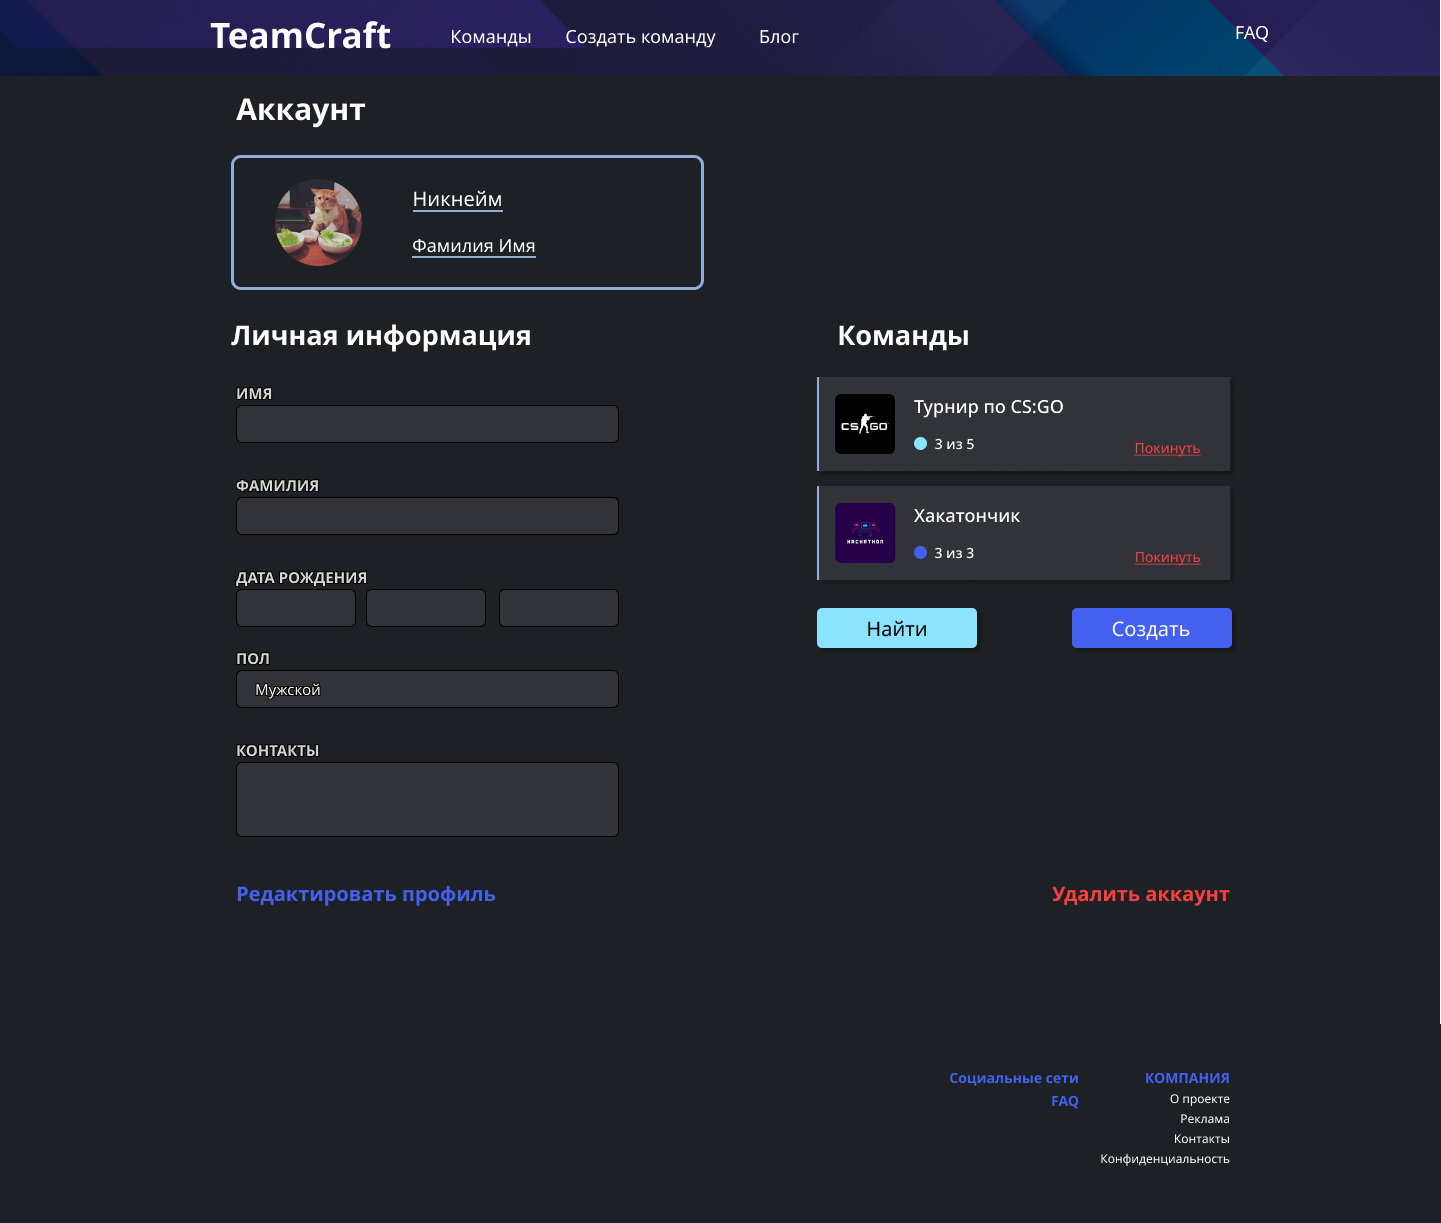 TeamCraft
Команды
Создать команду
Блог
FAQ
Аккаунт
Никнейм
Фамилия Имя
Личная информация
ИМЯ
ФАМИЛИЯ
ДАТА РОЖДЕНИЯ
ПОЛ
Мужской
КОНТАКТЫ
Редактировать профиль
Команды
CS GO
Турнир по CS:GO
3 из 5
Покинуть
HACKATHON
Хакатончик
3 из 3
Покинуть
Найти
Создать
Удалить аккаунт
Социальные сети
FAQ
КОМПАНИЯ
О проекте
Реклама
Контакты
Конфиденциальность